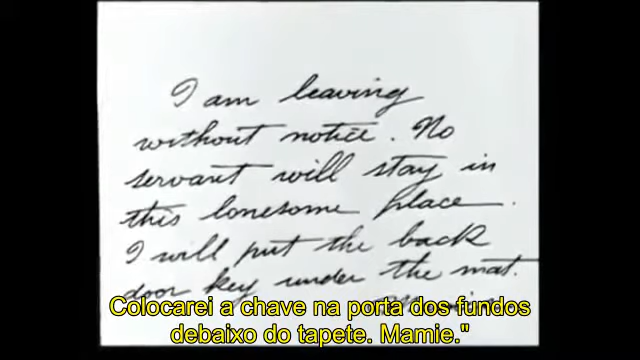 I am leaving
without notice. No
servant will stay in
this lonesome place.
I will put the back
door key under the mat.
Mamie
Colocarei a chave na porta dos fundos
debaixo do tapete. Mamie."